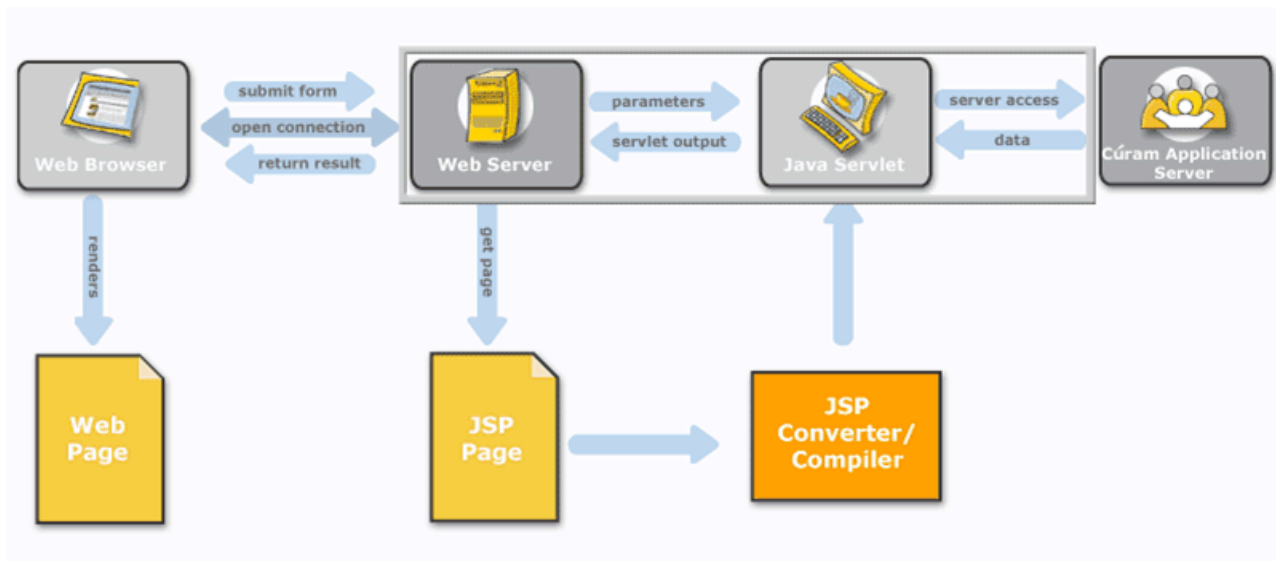 submit form
open connection
return result
Web Browser
parameters
servlet output
Web Server
Java Servlet
server access
data
Cúram Application
Server
renders
get page
Web
Page
JSP
Page
JSP
Converter/
Compiler